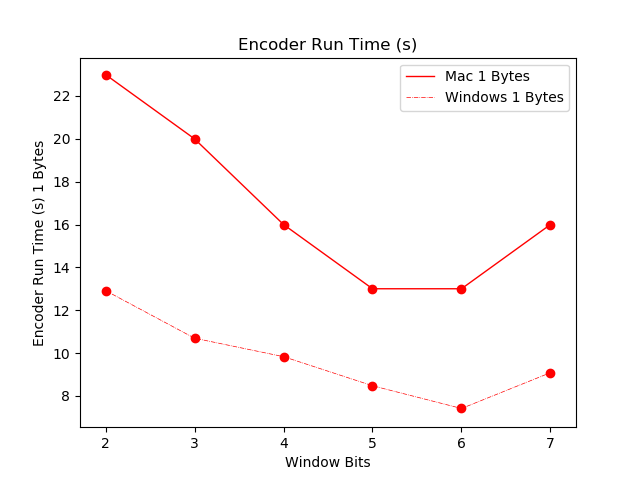 Encoder Run Time (s)
Mac 1 Bytes
Windows 1 Bytes
Encoder Run Time (s) 1 Bytes
22
20
18
16
14
12
10
8
2 3 4 5 6 7
Window Bits